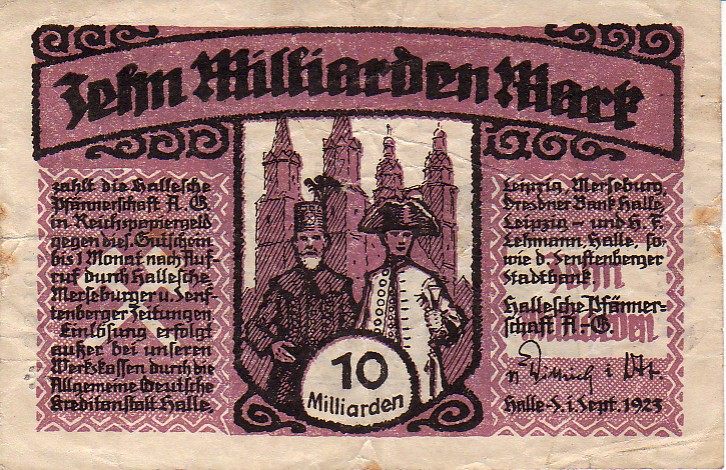 Zehn Milliarden Mark
zahlt die Hallesche
Pfännerschaft A. G.
in Reichspapiergeld
gegen dies. Gutschein
bis 1 Monat nach Auf-
ruf durch Hallesche,
Merseburger u. Senf-
tenberger Zeitungen
Einlösung erfolgt
außer bei unseren
Werkskassen durch die
Allgemeine Deutsche
Kreditanstalt Halle,
10
Milliarden
Leipzig, Merseburg,
Dresdner Bank Halle,
Leipzig – und H. F.
Lehmann, Halle, so-
wie d. Senftenberger
Stadtbank.
Hallesche Pfänner-
schaft A.-G.
Halle-S. 1. Sept. 1923